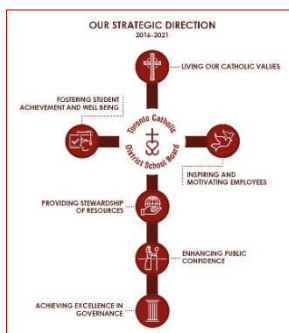 OUR STRATEGIC DIRECTION
2016-2021
LIVING OUR CATHOLIC VALUES
FOSTERING STUDENT
ACHIEVEMENT AND WELL BEING
Toronto Catholic
District School Board
INSPIRING AND
MOTIVATING EMPLOYEES
PROVIDING STEWARDSHIP
OF RESOURCES
ENHANCING PUBLIC
CONFIDENCE
ACHIEVING EXCELLENCE IN
GOVERNANCE